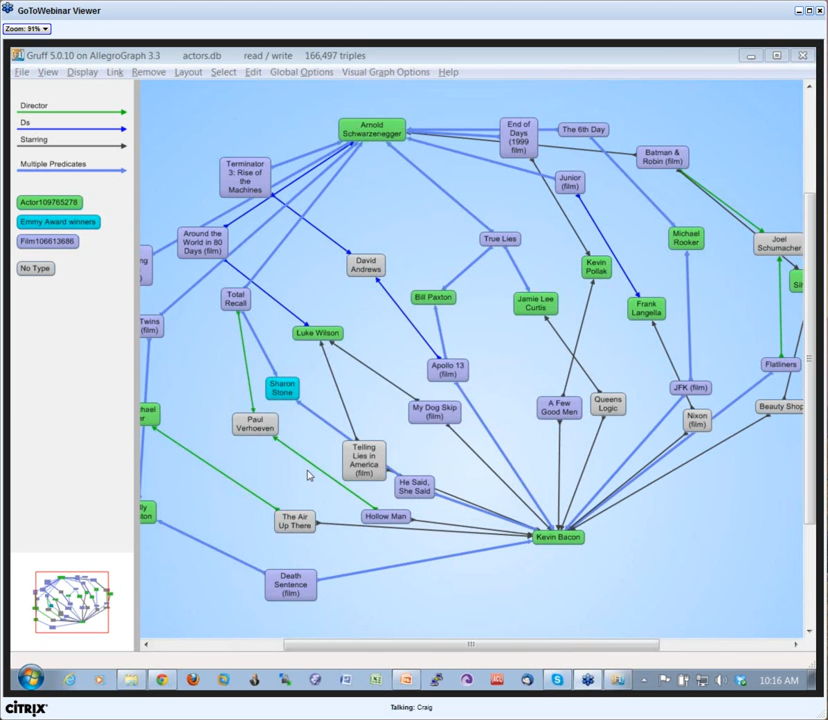 GoToWebinar Viewer
Zoom: 91%
Gruff 5.0.10 on AllegroGraph 3.3 actors.db read / write 166,497 triples
File View Display Link Remove Layout Select Edit Global Options Visual Graph Options Help
Director
Ds
Starring
Multiple Predicates
Actor109765278
Emmy Award winners
Film106613686
No Type
Arnold
Schwarzenegger
End of
Days
(1999
film)
The 6th Day
Batman &
Robin (film)
Terminator
3: Rise of
the
Machines
Junior
(film)
Around the
World in 80
Days (film)
True Lies
Michael
Rooker
Joel
Schumacher
David
Andrews
Kevin
Pollak
Total
Recall
Bill Paxton
Jamie Lee
Curtis
Frank
Langella
Twins
(film)
Luke Wilson
Apollo 13
(film)
Flatliners
Sharon
Stone
JFK (film)
My Dog Skip
(film)
A Few
Good Men
Queens
Logic
Beauty Shop
Paul
Verhoeven
Nixon
(film)
Telling
Lies in
America
(film)
He Said,
She Said
The Air
Up There
Hollow Man
Kevin Bacon
Death
Sentence
(film)
10:16 AM
CITRIX
Talking: Craig